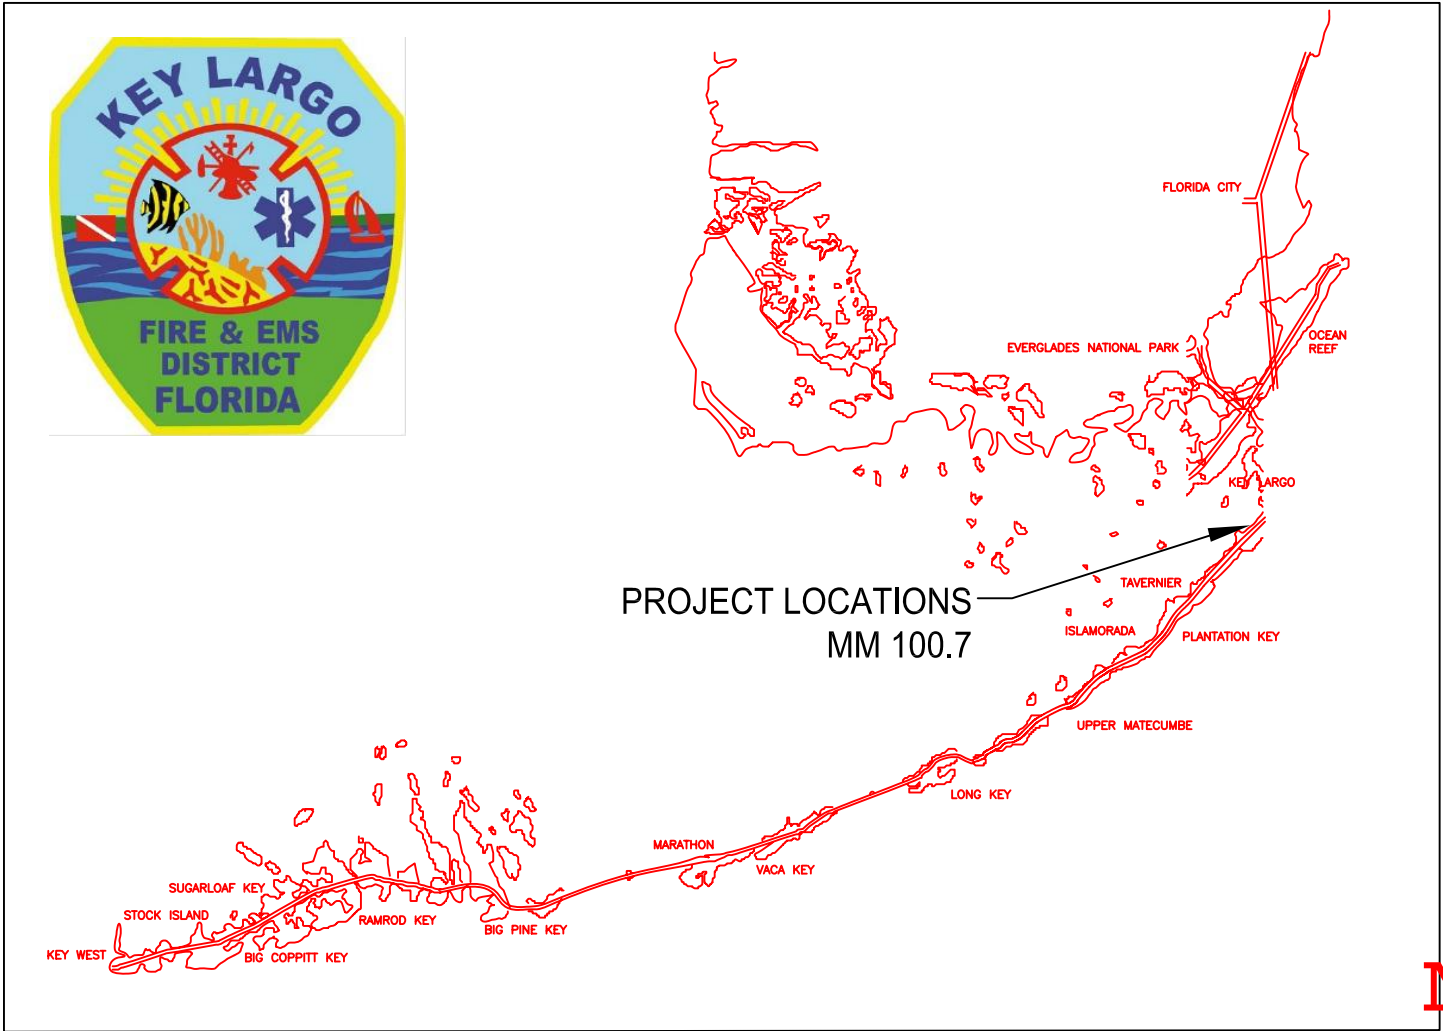 KEY LARGO
FIRE & EMS
DISTRICT
FLORIDA
FLORIDA CITY
OCEAN
REEF
EVERGLADES NATIONAL PARK
KEY LARGO
PROJECT LOCATIONS
MM 100.7
TAVERNIER
ISLAMORADA
PLANTATION KEY
UPPER MATECUMBE
LONG KEY
MARATHON
VACA KEY
SUGARLOAF KEY
STOCK ISLAND
RAMROD KEY
BIG PINE KEY
KEY WEST
BIG COPPITT KEY